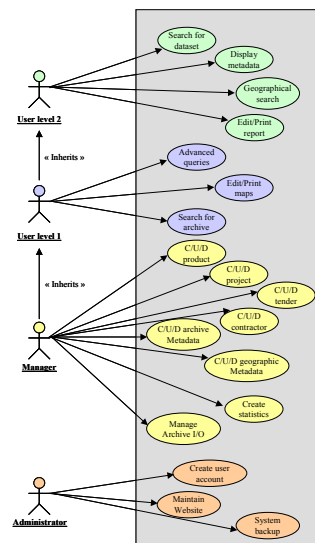 Search for
dataset
Display
metadata
Geographical
search
User level 2
Edit/Print
report
« Inherits »
Advanced
queries
Edit/Print
maps
Search for
archive
User level 1
C/U/D
product
C/U/D
project
« Inherits »
C/U/D
tender
C/U/D
contractor
C/U/D archive
Metadata
Manager
C/U/D geographic
Metadata
Create
statistics
Manage
Archive I/O
Create user
account
Maintain
Website
Administrator
System
backup